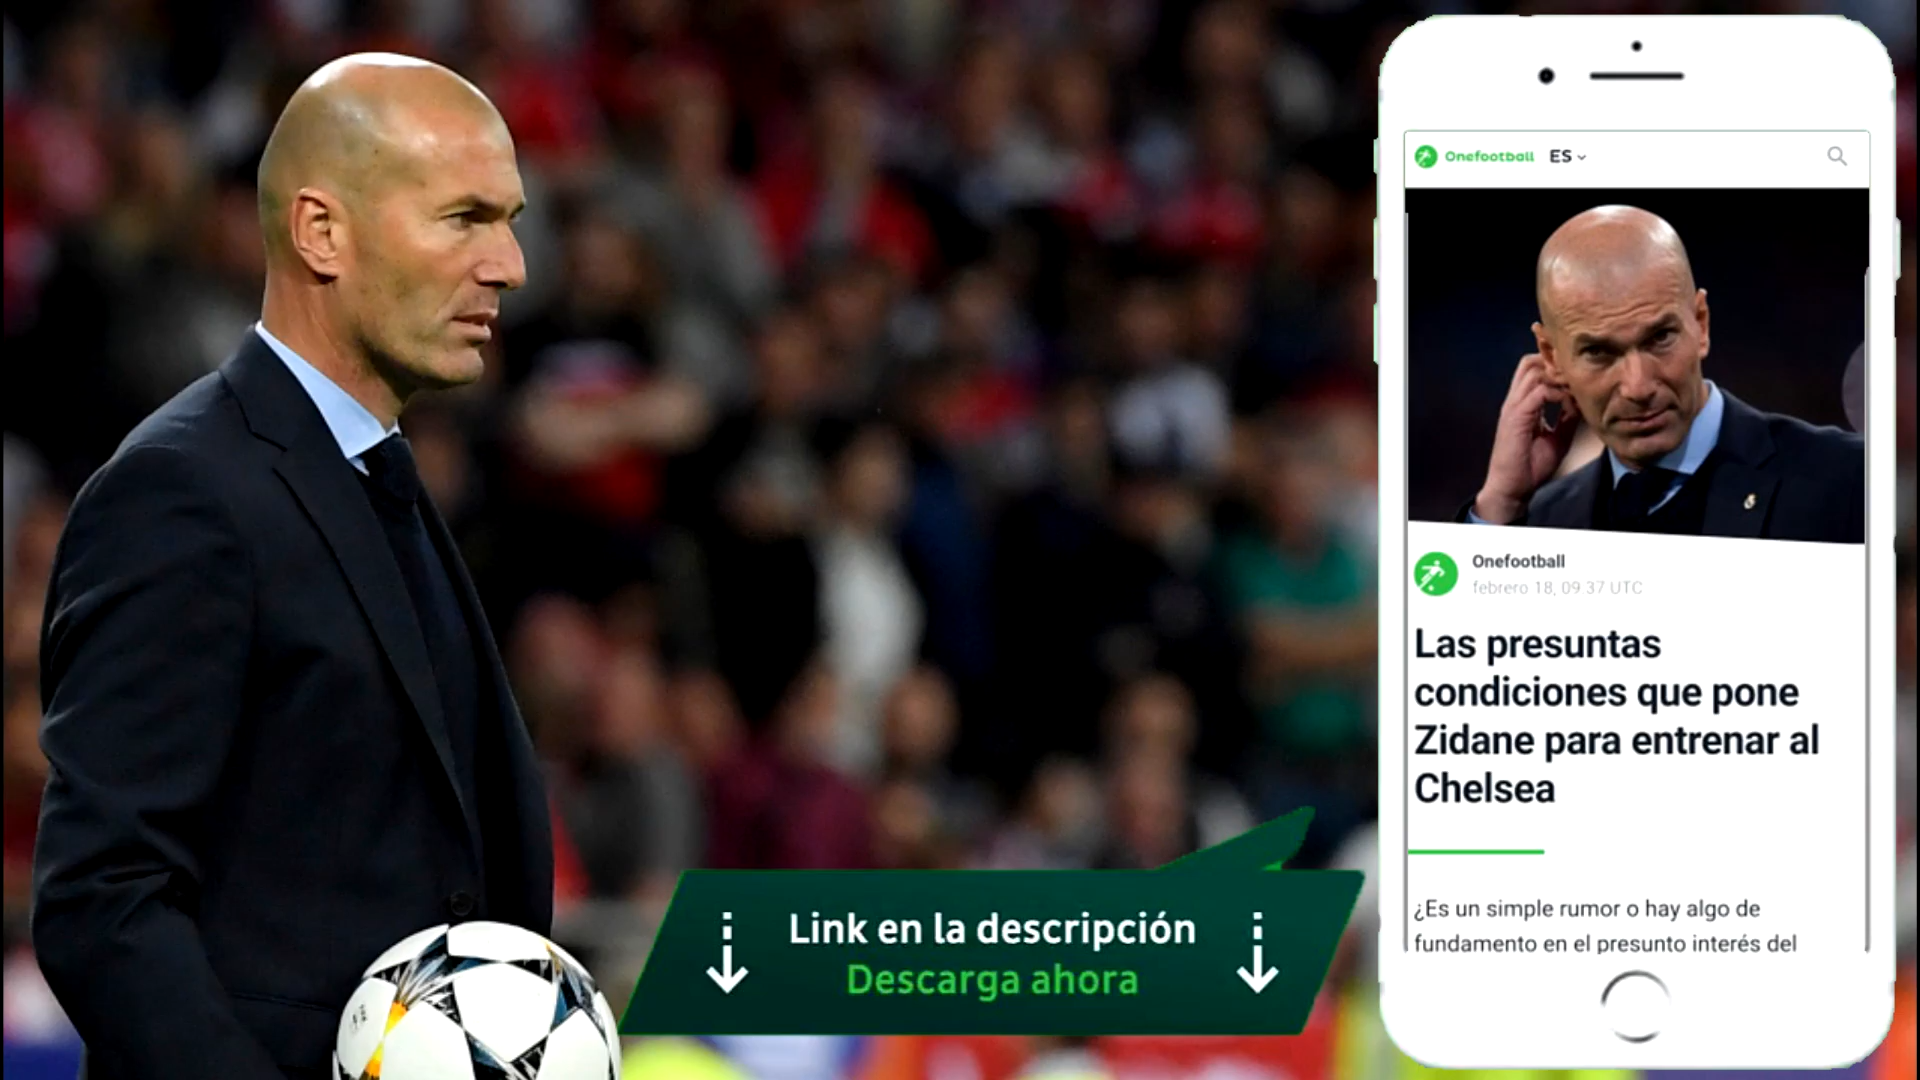 Onefootball ES
Onefootball
febrero 18, 09:37 UTC
Las presuntas
condiciones que pone
Zidane para entrenar al
Chelsea
¿Es un simple rumor o hay algo de
fundamento en el presunto interés del
Link en la descripción
Descarga ahora